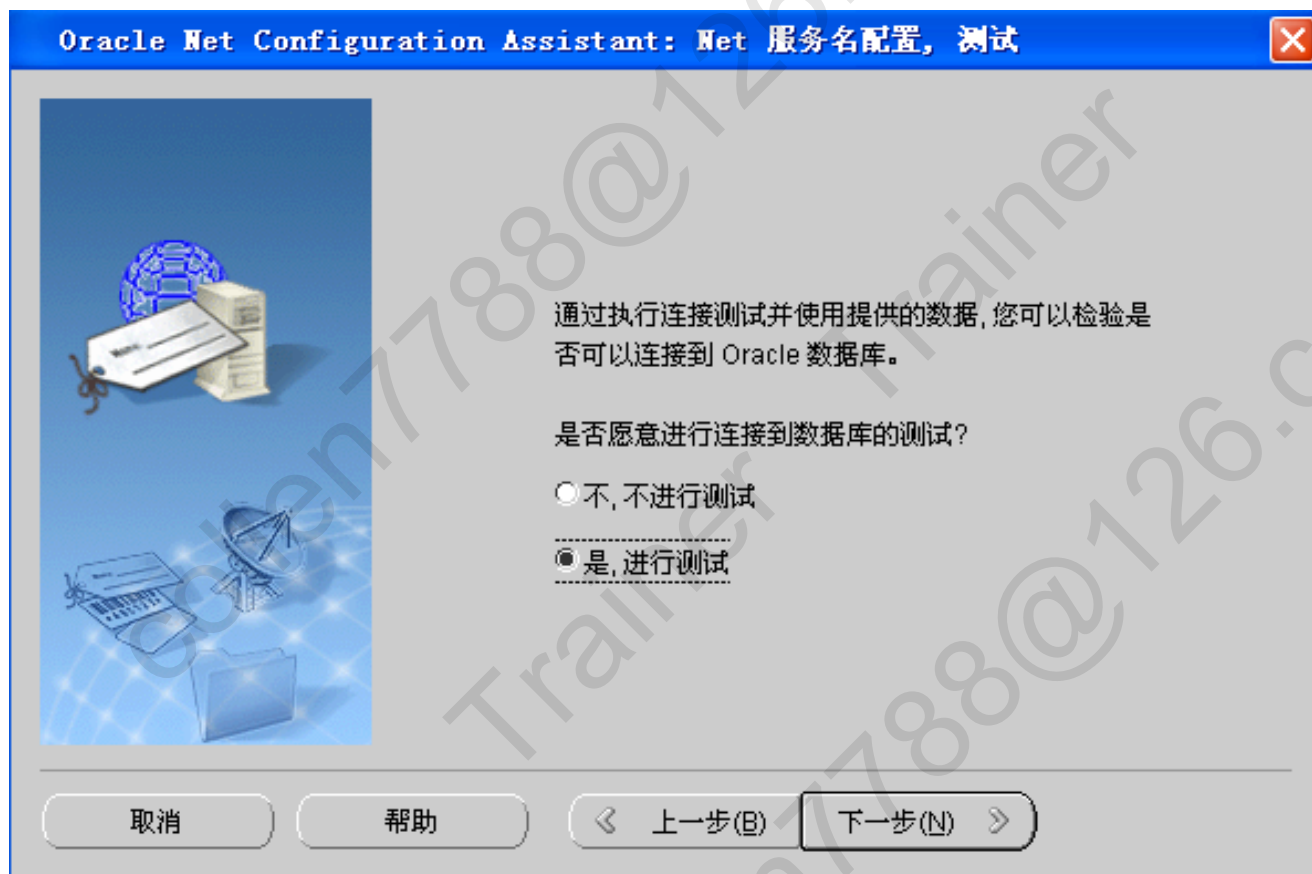 Oracle Net Configuration Assistant: Net 服务名配置, 测试
通过执行连接测试并使用提供的数据, 您可以检验是
否可以连接到 Oracle 数据库。
是否愿意进行连接到数据库的测试?
不, 不进行测试
是, 进行测试
取消
帮助
上一步(B)
下一步(N)
Trainer
Trainer